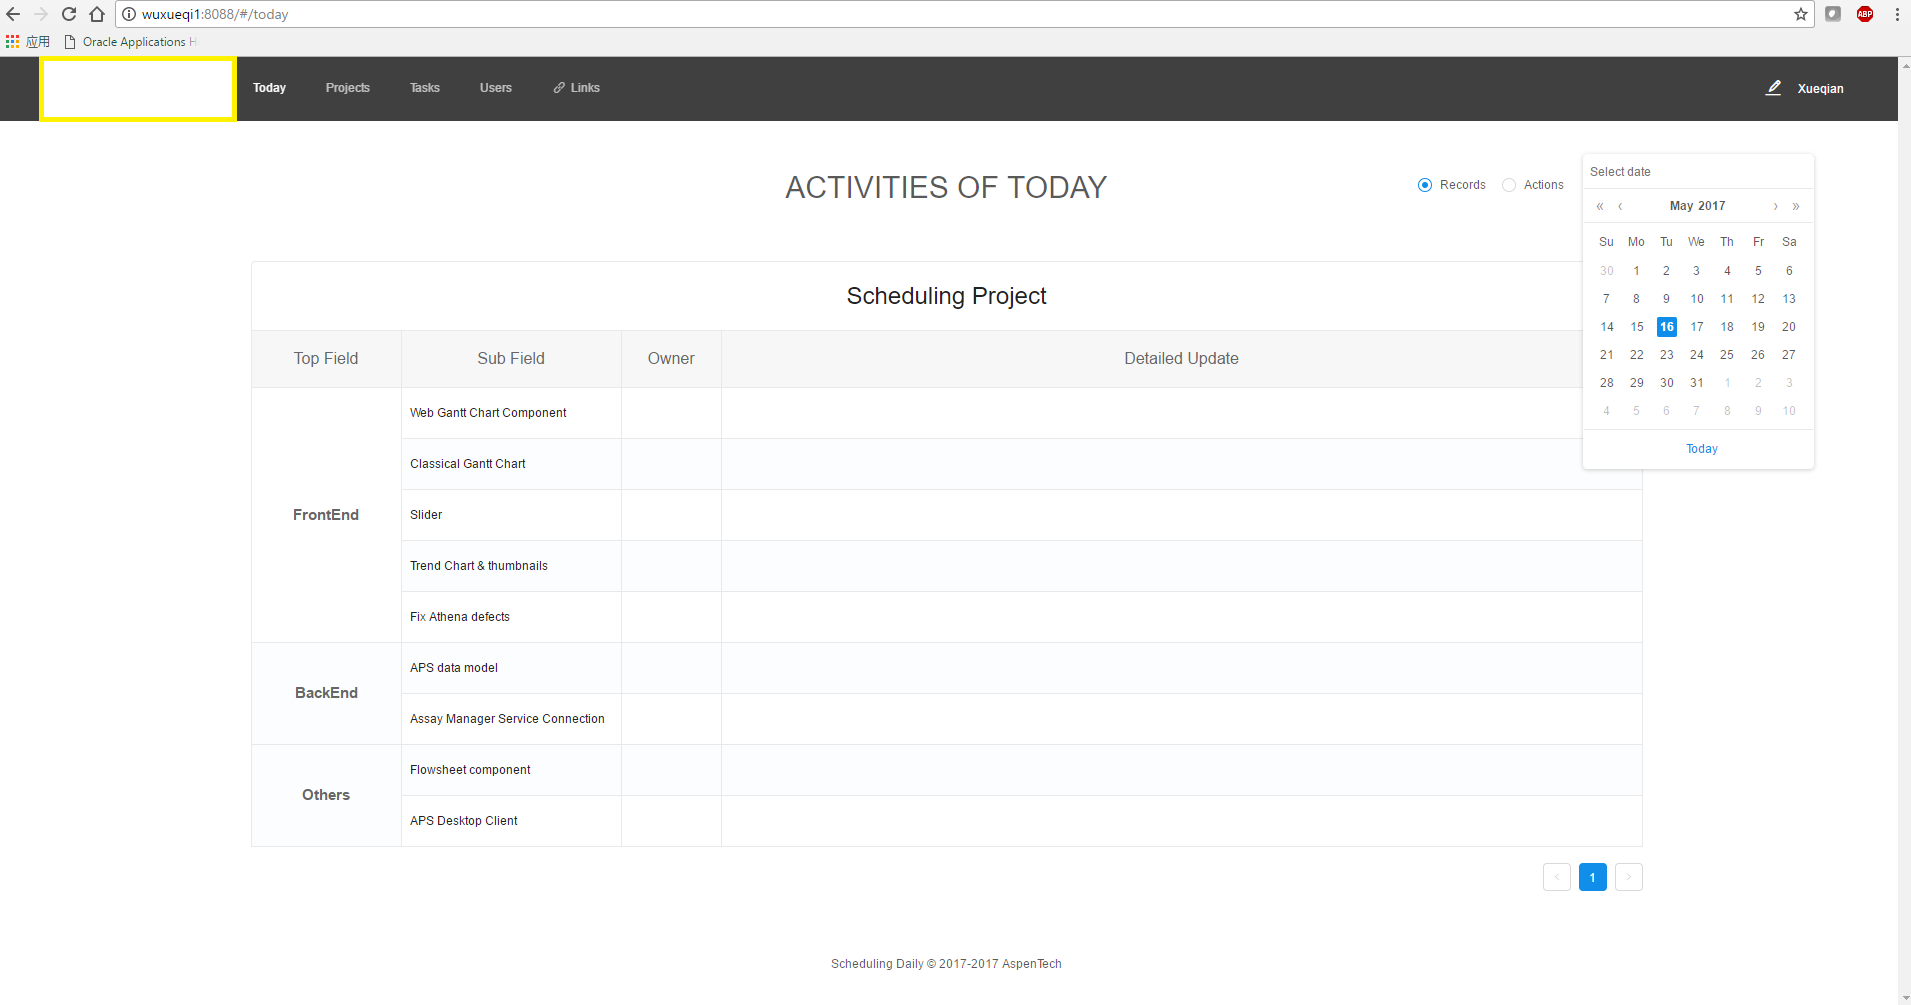 wuxueqi1:8088/#/today
应用 Oracle Applications H
Today Projects Tasks Users Links Xueqian
ACTIVITIES OF TODAY
Records Actions
Select date
« ‹ May 2017 › »
Su Mo Tu We Th Fr Sa
30 1 2 3 4 5 6
7 8 9 10 11 12 13
14 15 16 17 18 19 20
21 22 23 24 25 26 27
28 29 30 31 1 2 3
4 5 6 7 8 9 10
Today
Scheduling Project
Top Field Sub Field Owner Detailed Update
FrontEnd
Web Gantt Chart Component
Classical Gantt Chart
Slider
Trend Chart & thumbnails
Fix Athena defects
BackEnd
APS data model
Assay Manager Service Connection
Others
Flowsheet component
APS Desktop Client
< 1 >
Scheduling Daily © 2017-2017 AspenTech
ABP